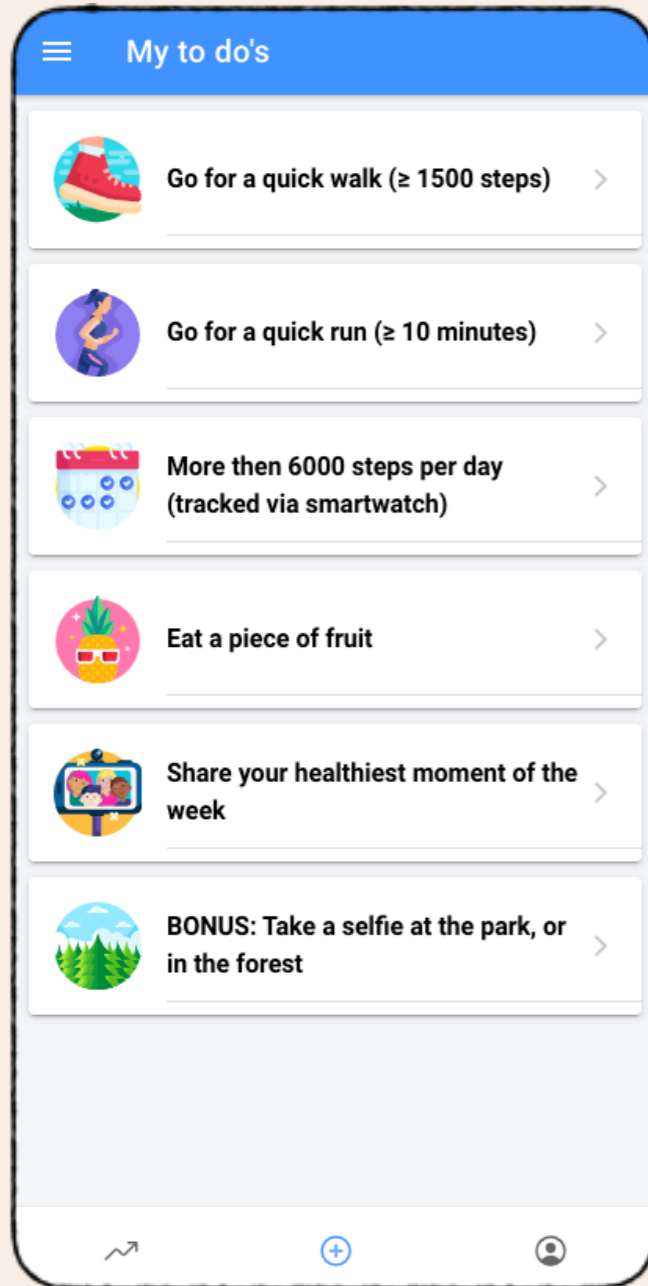 My to do's
Go for a quick walk (≥ 1500 steps)
Go for a quick run (≥ 10 minutes)
More then 6000 steps per day
(tracked via smartwatch)
Eat a piece of fruit
Share your healthiest moment of the
week
BONUS: Take a selfie at the park, or
in the forest